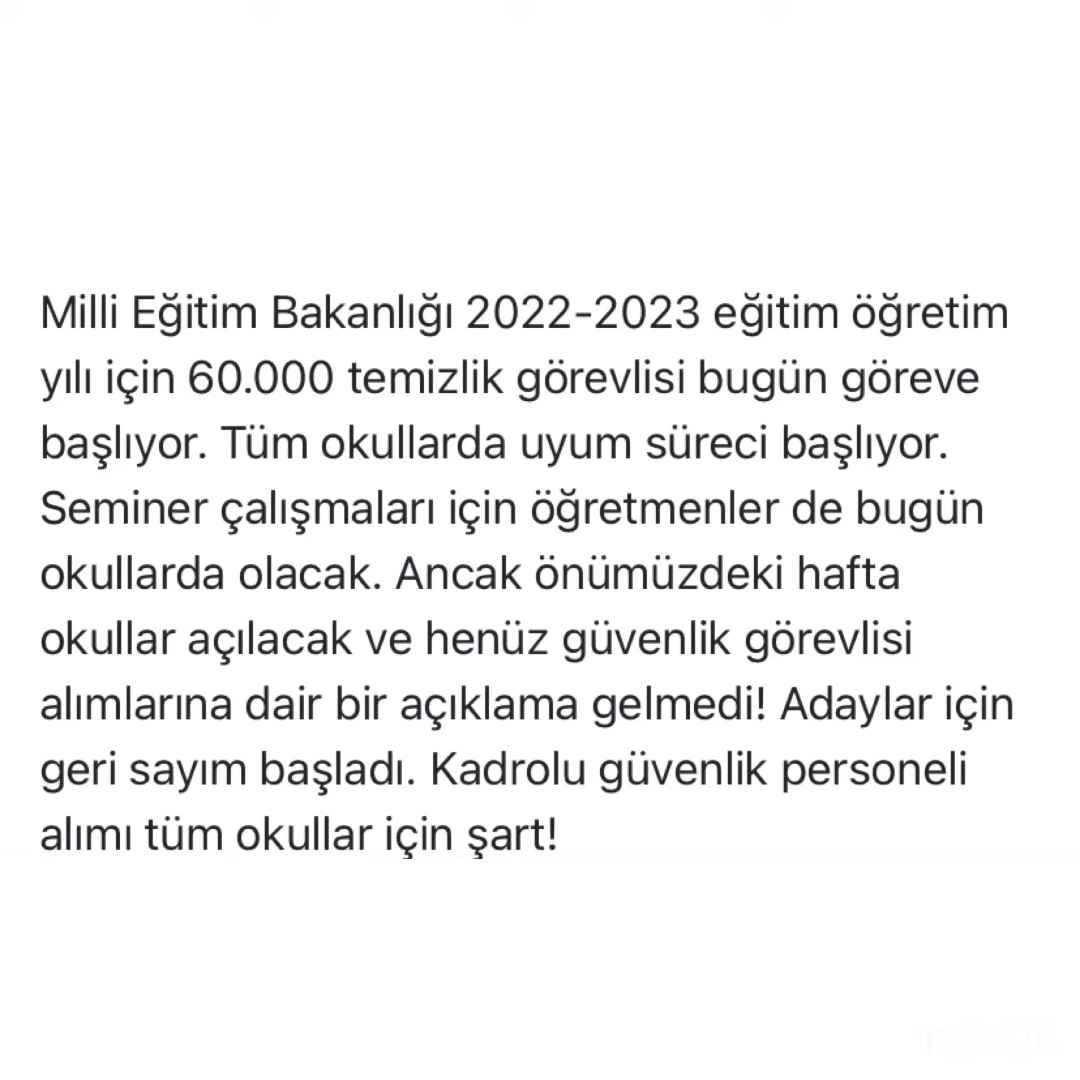 Milli Eğitim Bakanlığı 2022-2023 eğitim öğretim
yılı için 60.000 temizlik görevlisi bugün göreve
başlıyor. Tüm okullarda uyum süreci başlıyor.
Seminer çalışmaları için öğretmenler de bugün
okullarda olacak. Ancak önümüzdeki hafta
okullar açılacak ve henüz güvenlik görevlisi
alımlarına dair bir açıklama gelmedi! Adaylar için
geri sayım başladı. Kadrolu güvenlik personeli
alımı tüm okullar için şart!